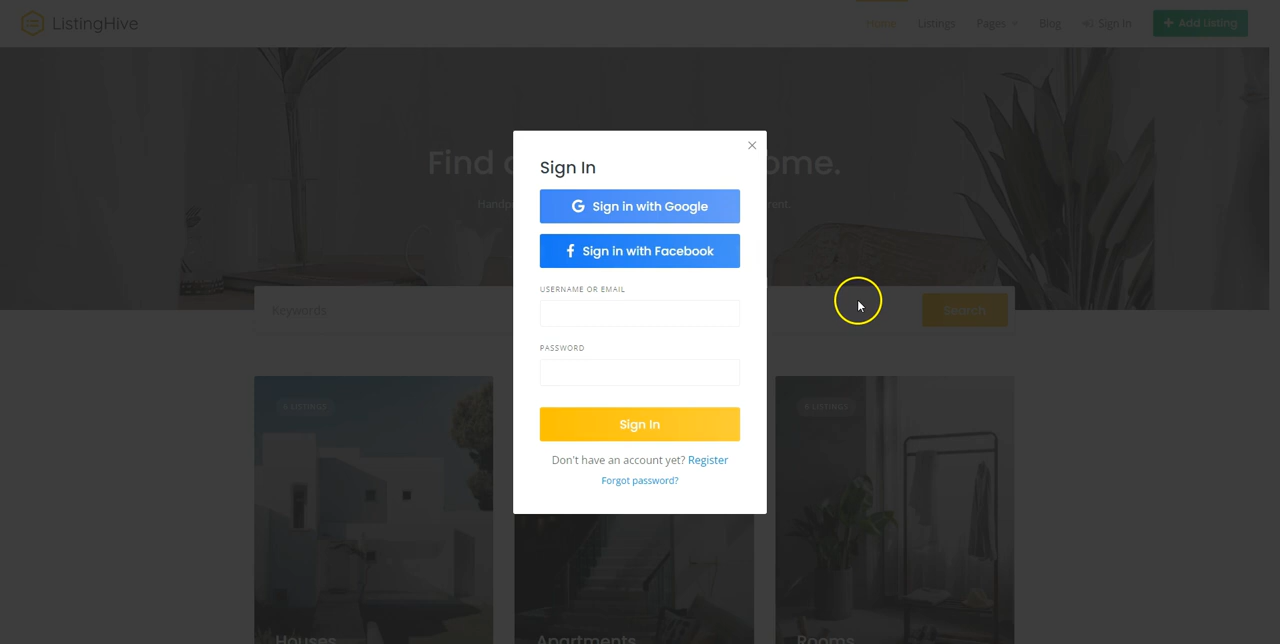 ListingHive
Home
Listings
Pages
Blog
Sign In
Add Listing
Sign In
Sign in with Google
Sign in with Facebook
USERNAME OR EMAIL
Keywords
Search
PASSWORD
Sign In
Don't have an account yet? Register
Forgot password?
Houses
Apartments
Rooms